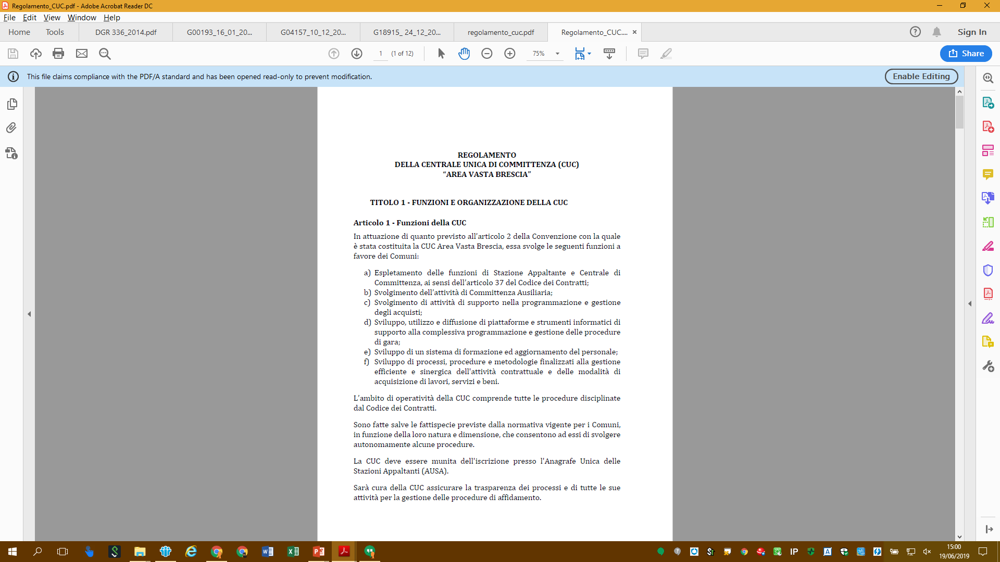 Regolamento_CUC.pdf - Adobe Acrobat Reader DC
File Edit View Window Help
Home Tools DGR 336_2014.pdf G00193_16_01_20... G04157_10_12_20... G18915_ 24_12_20... regolamento_cuc.pdf Regolamento_CUC.... Sign In
1 (1 of 12) 75% Share
This file claims compliance with the PDF/A standard and has been opened read-only to prevent modification. Enable Editing
REGOLAMENTO
DELLA CENTRALE UNICA DI COMMITTENZA (CUC)
“AREA VASTA BRESCIA”
TITOLO 1 - FUNZIONI E ORGANIZZAZIONE DELLA CUC
Articolo 1 - Funzioni della CUC
In attuazione di quanto previsto all’articolo 2 della Convenzione con la quale
è stata costituita la CUC Area Vasta Brescia, essa svolge le seguenti funzioni a
favore dei Comuni:
a) Espletamento delle funzioni di Stazione Appaltante e Centrale di
Committenza, ai sensi dell’articolo 37 del Codice dei Contratti;
b) Svolgimento dell’attività di Committenza Ausiliaria;
c) Svolgimento di attività di supporto nella programmazione e gestione
degli acquisti;
d) Sviluppo, utilizzo e diffusione di piattaforme e strumenti informatici di
supporto alla complessiva programmazione e gestione delle procedure
di gara;
e) Sviluppo di un sistema di formazione ed aggiornamento del personale;
f) Sviluppo di processi, procedure e metodologie finalizzati alla gestione
efficiente e sinergica dell'attività contrattuale e delle modalità di
acquisizione di lavori, servizi e beni.
L’ambito di operatività della CUC comprende tutte le procedure disciplinate
dal Codice dei Contratti.
Sono fatte salve le fattispecie previste dalla normativa vigente per i Comuni,
in funzione della loro natura e dimensione, che consentono ad essi di svolgere
autonomamente alcune procedure.
La CUC deve essere munita dell'iscrizione presso l'Anagrafe Unica delle
Stazioni Appaltanti (AUSA).
Sarà cura della CUC assicurare la trasparenza dei processi e di tutte le sue
attività per la gestione delle procedure di affidamento.
IP 15:00
19/06/2019